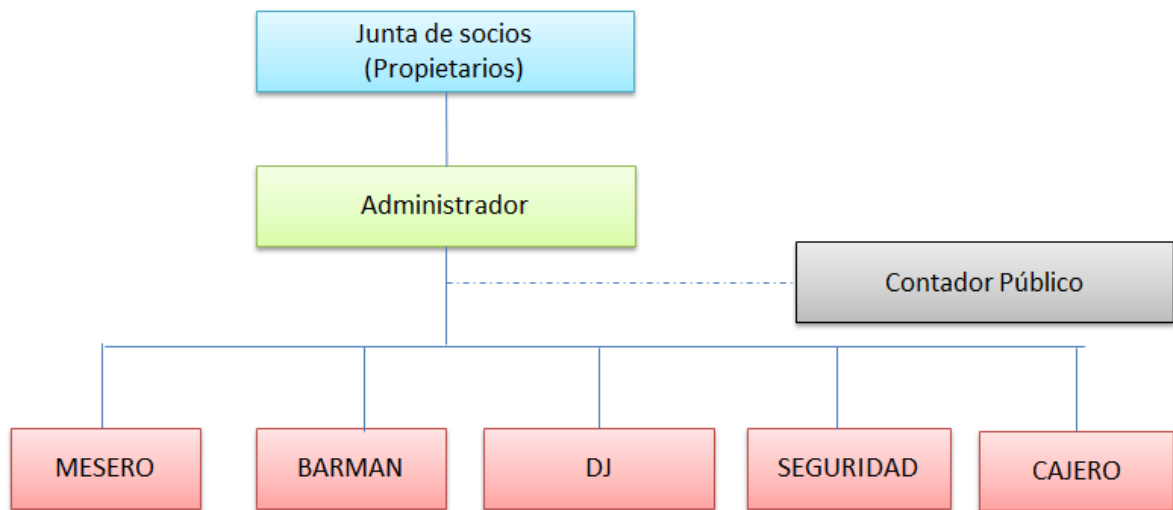 Junta de socios
(Propietarios)
Administrador
Contador Público
MESERO
BARMAN
DJ
SEGURIDAD
CAJERO